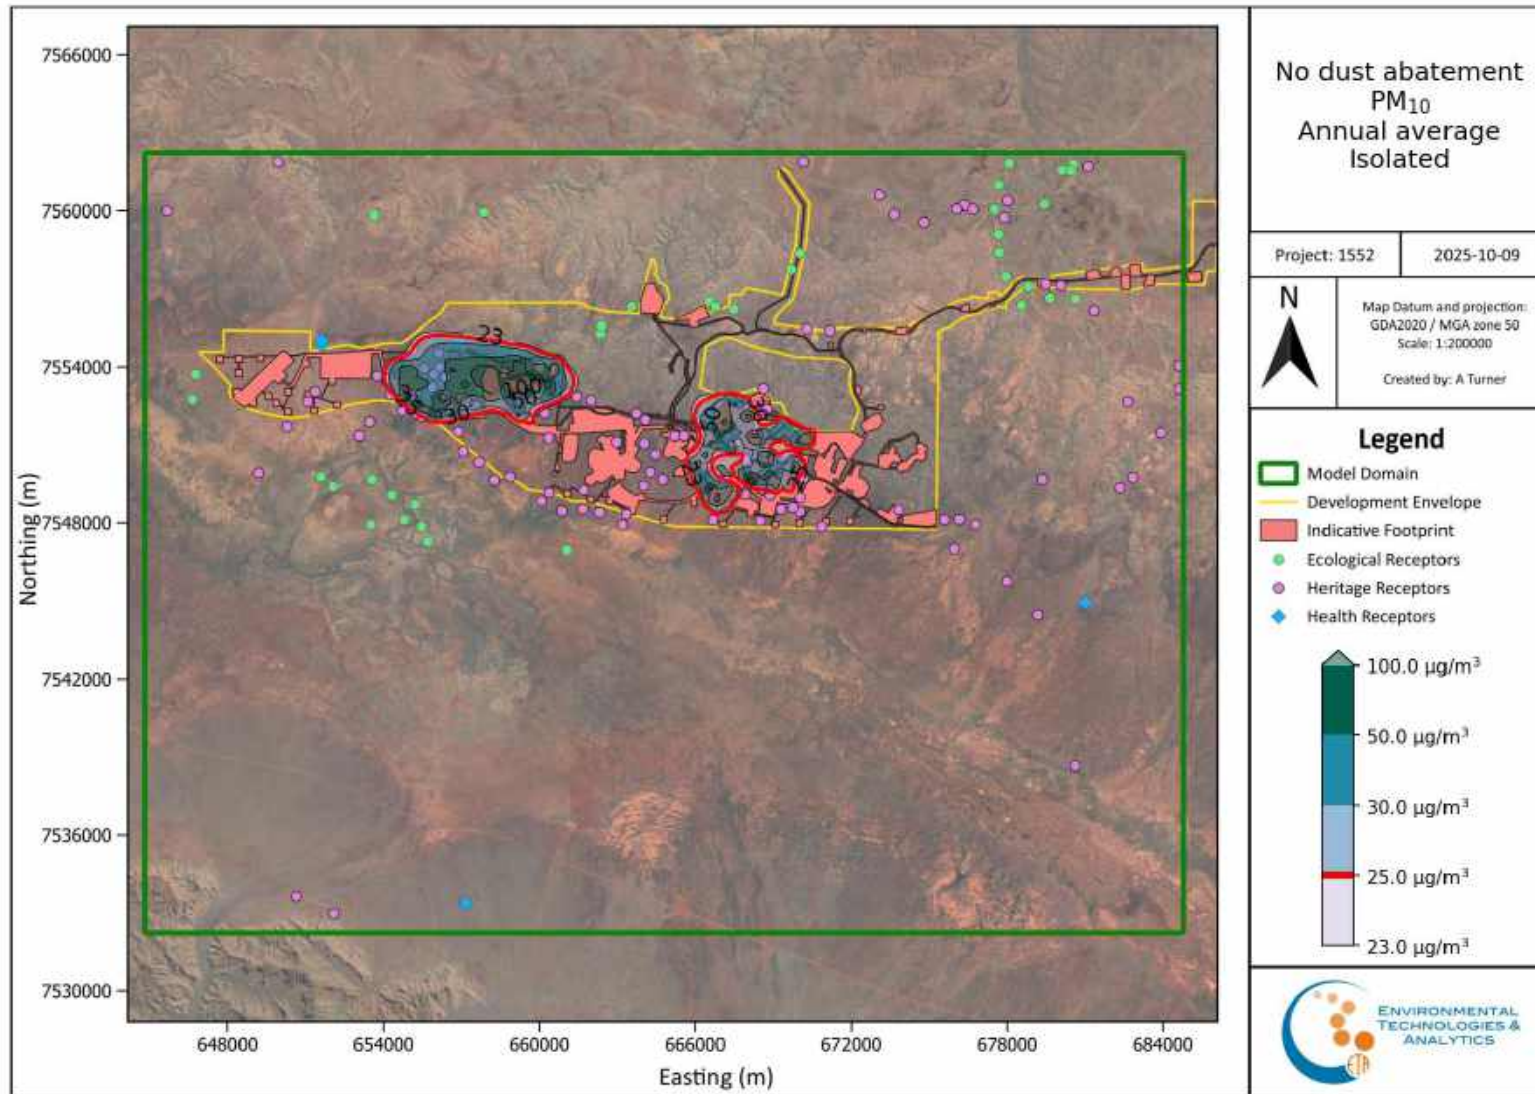 No dust abatement
PM₁₀
Annual average
Isolated
Project: 1552
2025-10-09
N
Map Datum and projection:
GDA2020 / MGA zone 50
Scale: 1:200000
Created by: A Turner
Legend
Model Domain
Development Envelope
Indicative Footprint
Ecological Receptors
Heritage Receptors
Health Receptors
100.0 µg/m³
50.0 µg/m³
30.0 µg/m³
25.0 µg/m³
23.0 µg/m³
ENVIRONMENTAL
TECHNOLOGIES &
ANALYTICS
ETA
Northing (m)
7566000
7560000
7554000
7548000
7542000
7536000
7530000
23
100
50
30
648000
654000
660000
666000
672000
678000
684000
Easting (m)